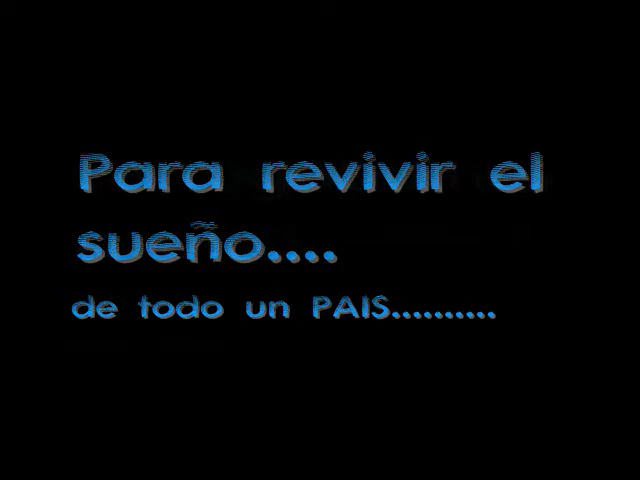 Para revivir el
sueño....
de todo un PAIS..........